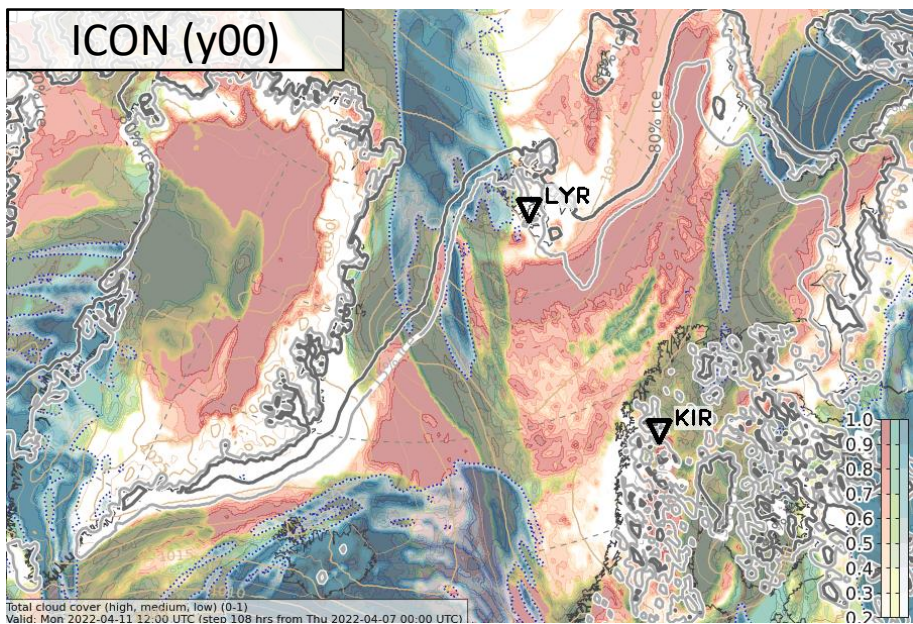 ICON (y00)
80% ice
LYR
KIR
1015
1.0
0.9
0.8
0.7
0.6
0.5
0.4
0.3
0.2
Total cloud cover (high, medium, low) (0-1)
Valid: Mon 2022-04-11 12:00 UTC (step 108 hrs from Thu 2022-04-07 00:00 UTC)